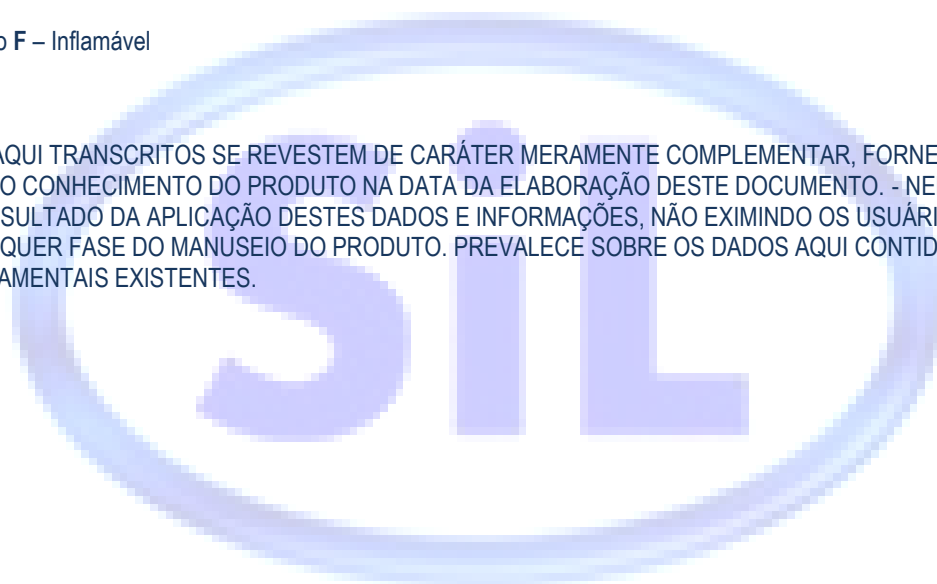 o F – Inflamável
AQUI TRANSCRITOS SE REVESTEM DE CARÁTER MERAMENTE COMPLEMENTAR, FORNE
O CONHECIMENTO DO PRODUTO NA DATA DA ELABORAÇÃO DESTE DOCUMENTO. - NE
SULTADO DA APLICAÇÃO DESTES DADOS E INFORMAÇÕES, NÃO EXIMINDO OS USUÁRI
QUER FASE DO MANUSEIO DO PRODUTO. PREVALECE SOBRE OS DADOS AQUI CONTID
AMENTAIS EXISTENTES.
SiL